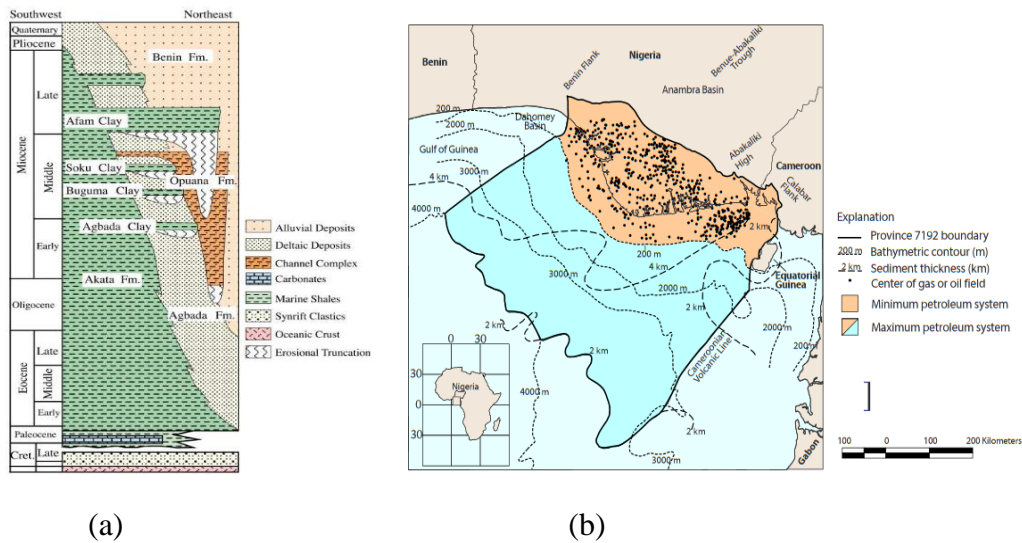 Southwest Northeast
Quaternary
Pliocene
Miocene
Late
Middle
Early
Oligocene
Eocene
Late
Middle
Early
Paleocene
Cret.
Late
Benin Fm.
Afam Clay
Soku Clay
Opuana Fm.
Buguma Clay
Agbada Clay
Akata Fm.
Agbada Fm.
Alluvial Deposits
Deltaic Deposits
Channel Complex
Carbonates
Marine Shales
Synrift Clastics
Oceanic Crust
Erosional Truncation
(a)
Benin
Nigeria
Benin Flank
Benue-Abakaliki
Trough
Anambra Basin
200 m
2000 m
Dahomey
Basin
Gulf of Guinea
3000 m
4 km
4000 m
Abakaliki
High
Cameroon
Calabar
Flank
2 km
200 m
4 km
3000 m
2000 m
Equatorial
Guinea
2 km
2 km
2 km
2000 m
200 m
Cameroonian
Volcanic Line
4000 m
2 km
3000 m
Gabon
0 30
30
Nigeria
0
30
Explanation
Province 7192 boundary
200 m Bathymetric contour (m)
2 km Sediment thickness (km)
Center of gas or oil field
Minimum petroleum system
Maximum petroleum system
100 0 100 200 Kilometers
(b)